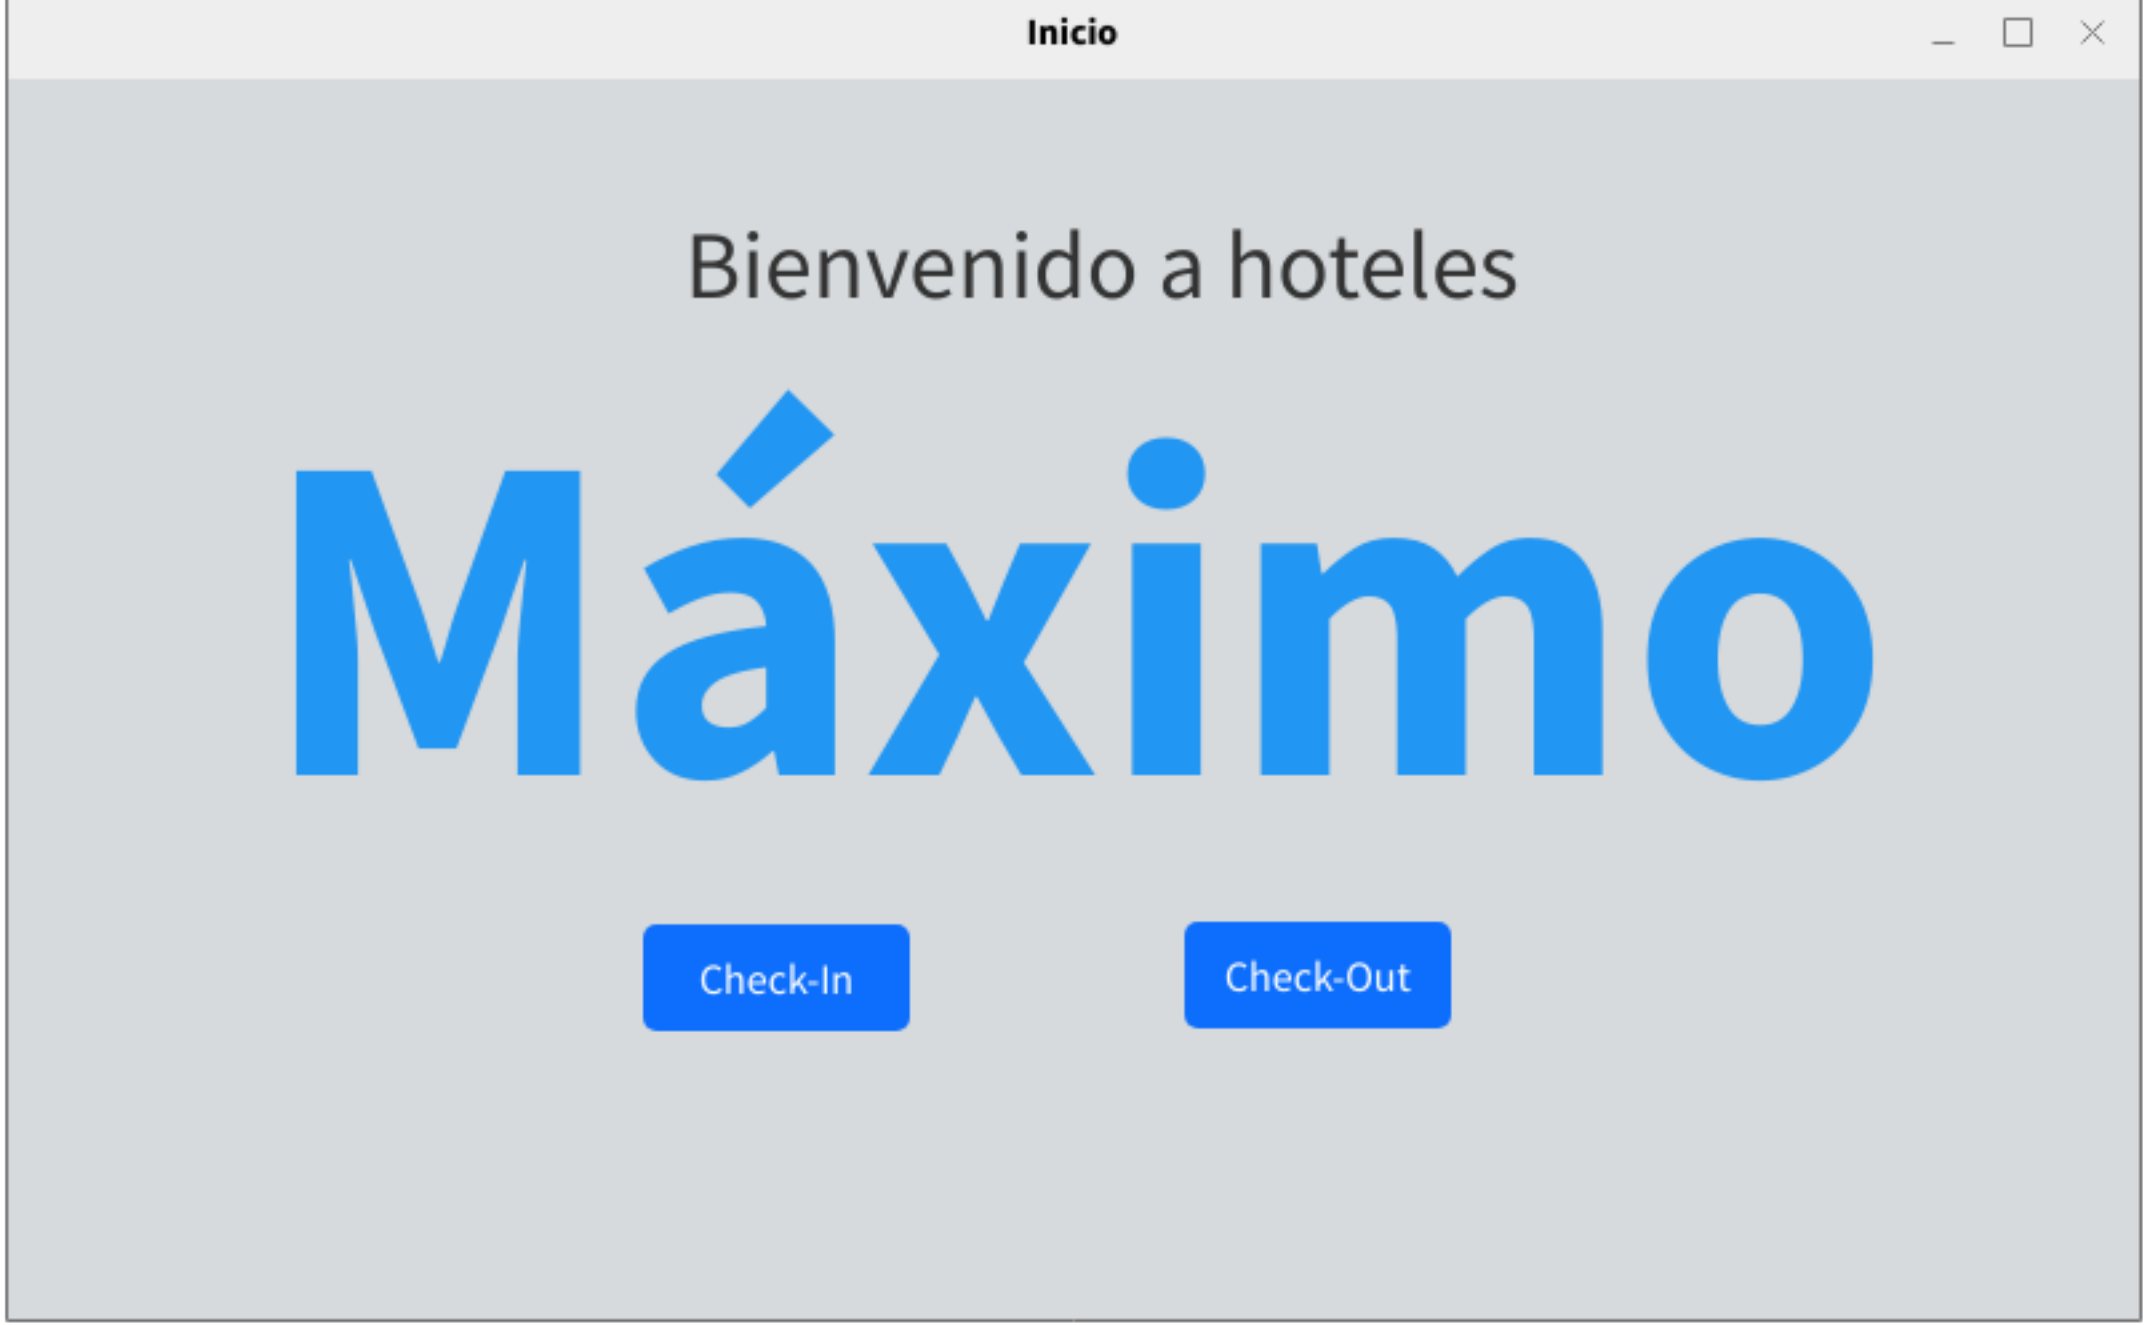 Inicio
Bienvenido a hoteles
Máximo
Check-In
Check-Out